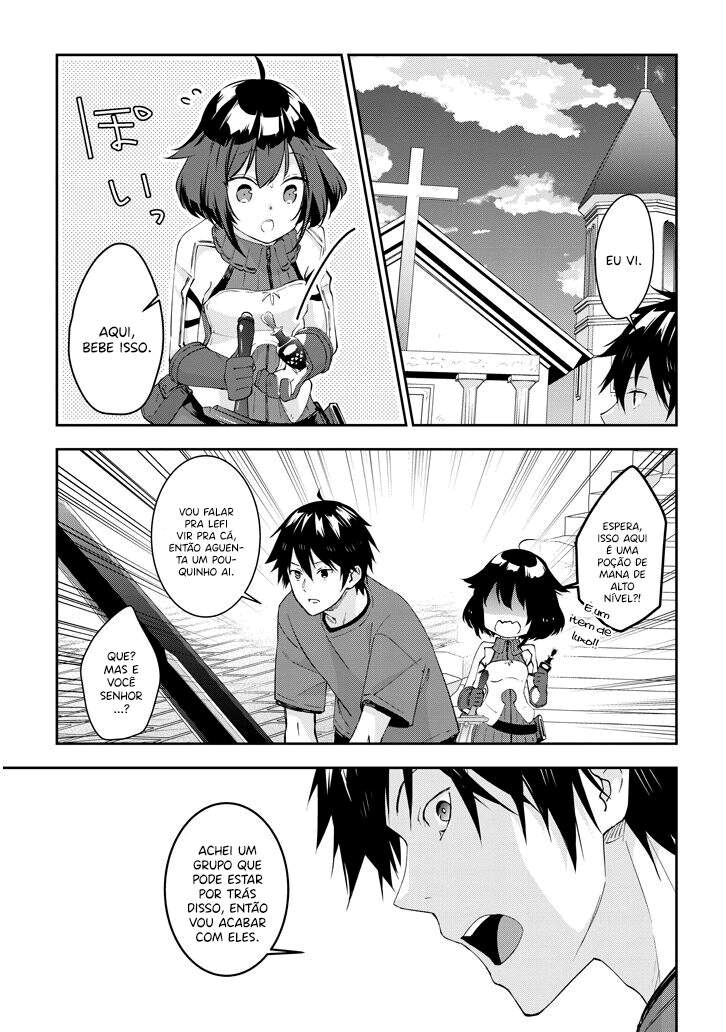 EU VI.
AQUI,
BEBE ISSO.
ぽいっ
ESPERA,
ISSO AQUI
É UMA
POÇÃO DE
MANA DE
ALTO
NÍVEL?!
E um
item de
luxo!!
VOU FALAR
PRA LEFI
VIR PRA CÁ,
ENTÃO AGUEN-
TA UM POU-
QUINHO AI.
QUE?
MAS E
VOCÊ
SENHOR
...?
ACHEI UM
GRUPO QUE
PODE ESTAR
POR TRÁS
DISSO, ENTÃO
VOU ACABAR
COM ELES.